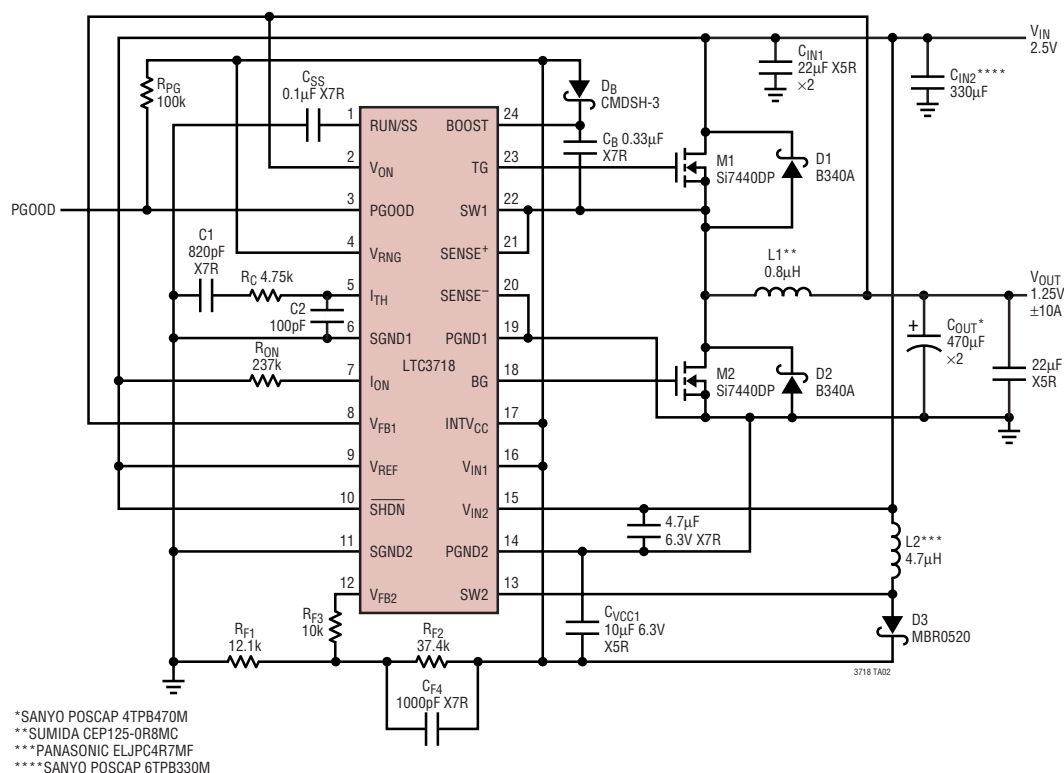 V_IN
2.5V
C_IN1
22µF X5R
×2
C_IN2****
330µF
R_PG
100k
C_SS
0.1µF X7R
D_B
CMDSH-3
C_B 0.33µF
X7R
1
RUN/SS
BOOST
24
2
V_ON
TG
23
M1
Si7440DP
D1
B340A
PGOOD
3
PGOOD
SW1
22
4
V_RNG
SENSE⁺
21
C1
820pF
X7R
R_C 4.75k
5
I_TH
SENSE⁻
20
L1**
0.8µH
V_OUT
1.25V
±10A
C2
100pF
6
SGND1
PGND1
19
+
C_OUT*
470µF
×2
22µF
X5R
LTC3718
R_ON
237k
7
I_ON
BG
18
M2
Si7440DP
D2
B340A
8
V_FB1
INTV_CC
17
9
V_REF
V_IN1
16
10
SHDN
V_IN2
15
4.7µF
6.3V X7R
L2***
4.7µH
11
SGND2
PGND2
14
12
V_FB2
SW2
13
R_F1
12.1k
R_F3
10k
R_F2
37.4k
C_VCC1
10µF 6.3V
X5R
D3
MBR0520
C_F4
1000pF X7R
3718 TA02
*SANYO POSCAP 4TPB470M
**SUMIDA CEP125-0R8MC
***PANASONIC ELJPC4R7MF
****SANYO POSCAP 6TPB330M